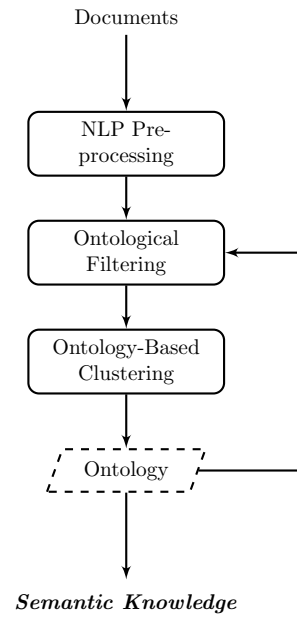 Documents
NLP Pre-
processing
Ontological
Filtering
Ontology-Based
Clustering
Ontology
Semantic Knowledge